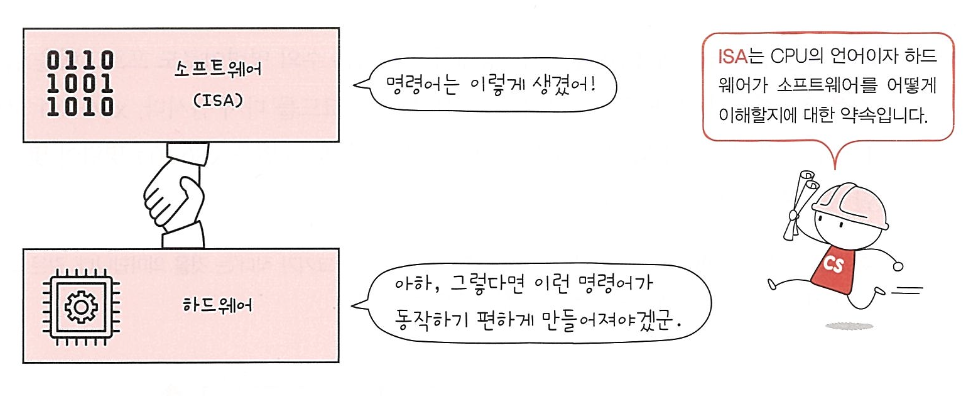 0110
1001
1010
소프트웨어
(ISA)
명령어는 이렇게 생겼어!
하드웨어
아하, 그렇다면 이런 명령어가
동작하기 편하게 만들어져야겠군.
ISA는 CPU의 언어이자 하드
웨어가 소프트웨어를 어떻게
이해할지에 대한 약속입니다.
CS